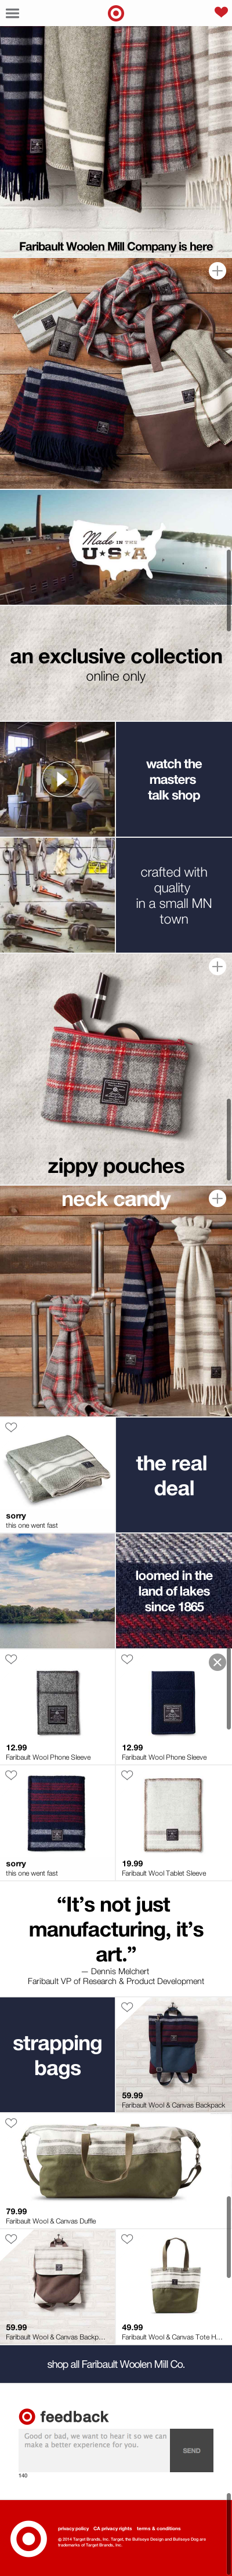 Faribault Woolen Mill Company is here
Made IN THE
U★S★A
an exclusive collection
online only
watch the
masters
talk shop
crafted with
quality
in a small MN
town
zippy pouches
neck candy
sorry
this one went fast
the real
deal
loomed in the
land of lakes
since 1865
12.99
Faribault Wool Phone Sleeve
12.99
Faribault Wool Phone Sleeve
sorry
this one went fast
19.99
Faribault Wool Tablet Sleeve
“It’s not just
manufacturing, it’s
art.”
— Dennis Melchert
Faribault VP of Research & Product Development
strapping
bags
59.99
Faribault Wool & Canvas Backpack
79.99
Faribault Wool & Canvas Duffle
59.99
Faribault Wool & Canvas Backp...
49.99
Faribault Wool & Canvas Tote H...
shop all Faribault Woolen Mill Co.
feedback
Good or bad, we want to hear it so we can
make a better experience for you.
SEND
140
privacy policy CA privacy rights terms & conditions
© 2014 Target Brands, Inc. Target, the Bullseye Design and Bullseye Dog are
trademarks of Target Brands, Inc.